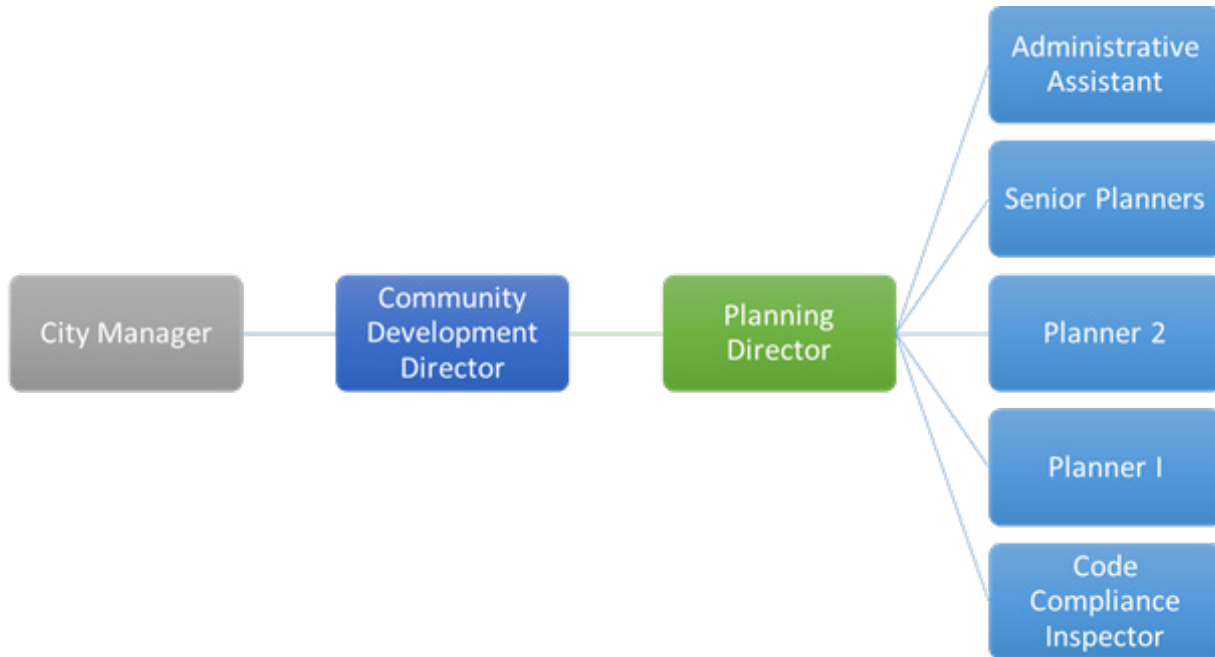 City Manager
Community
Development
Director
Planning
Director
Administrative
Assistant
Senior Planners
Planner 2
Planner I
Code
Compliance
Inspector